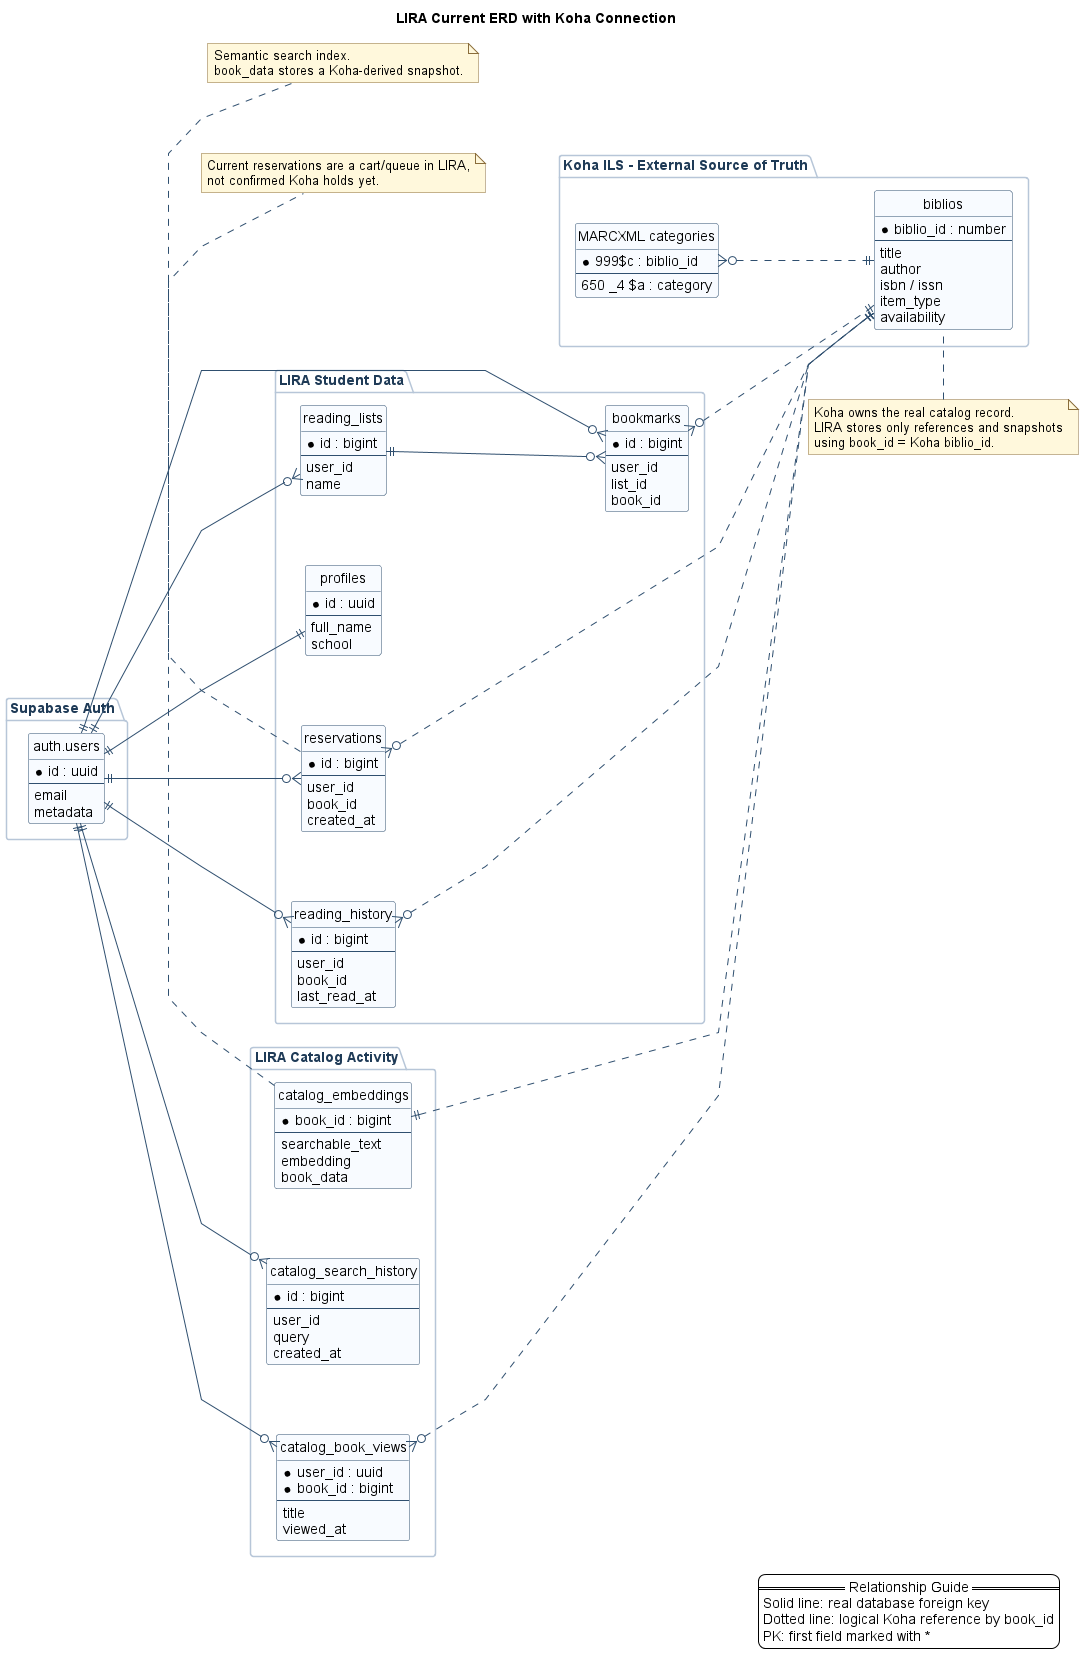 LIRA Current ERD with Koha Connection
Semantic search index.
book_data stores a Koha-derived snapshot.
Current reservations are a cart/queue in LIRA,
not confirmed Koha holds yet.
Koha ILS - External Source of Truth
MARCXML categories
999$c : biblio_id
650 _4 $a : category
biblios
biblio_id : number
title
author
isbn / issn
item_type
availability
Koha owns the real catalog record.
LIRA stores only references and snapshots
using book_id = Koha biblio_id.
LIRA Student Data
reading_lists
id : bigint
user_id
name
bookmarks
id : bigint
user_id
list_id
book_id
profiles
id : uuid
full_name
school
reservations
id : bigint
user_id
book_id
created_at
reading_history
id : bigint
user_id
book_id
last_read_at
Supabase Auth
auth.users
id : uuid
email
metadata
LIRA Catalog Activity
catalog_embeddings
book_id : bigint
searchable_text
embedding
book_data
catalog_search_history
id : bigint
user_id
query
created_at
catalog_book_views
user_id : uuid
book_id : bigint
title
viewed_at
Relationship Guide
Solid line: real database foreign key
Dotted line: logical Koha reference by book_id
PK: first field marked with *